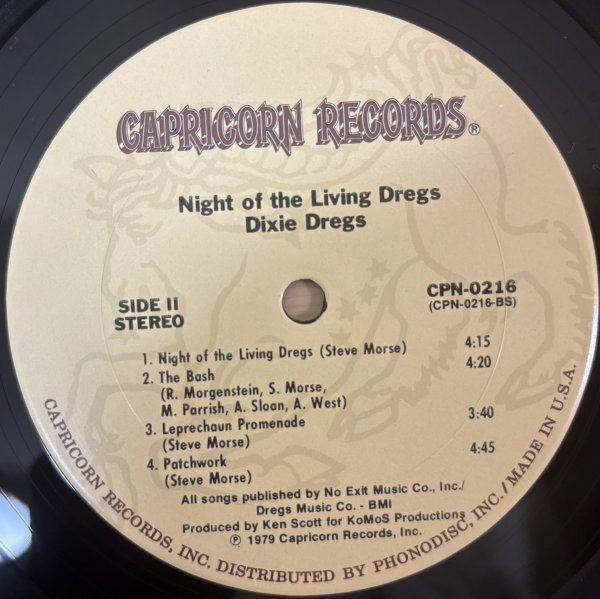 CAPRICORN RECORDS®
Night of the Living Dregs
Dixie Dregs
SIDE II
STEREO
CPN-0216
(CPN-0216-BS)
1. Night of the Living Dregs (Steve Morse) 4:15
2. The Bash 4:20
(R. Morgenstein, S. Morse,
M. Parrish, A. Sloan, A. West)
3. Leprechaun Promenade 3:40
(Steve Morse)
4. Patchwork 4:45
(Steve Morse)
All songs published by No Exit Music Co., Inc./
Dregs Music Co. - BMI
Produced by Ken Scott for KoMoS Productions
℗ 1979 Capricorn Records, Inc.
CAPRICORN RECORDS, INC. DISTRIBUTED BY PHONODISC, INC. / MADE IN U.S.A.